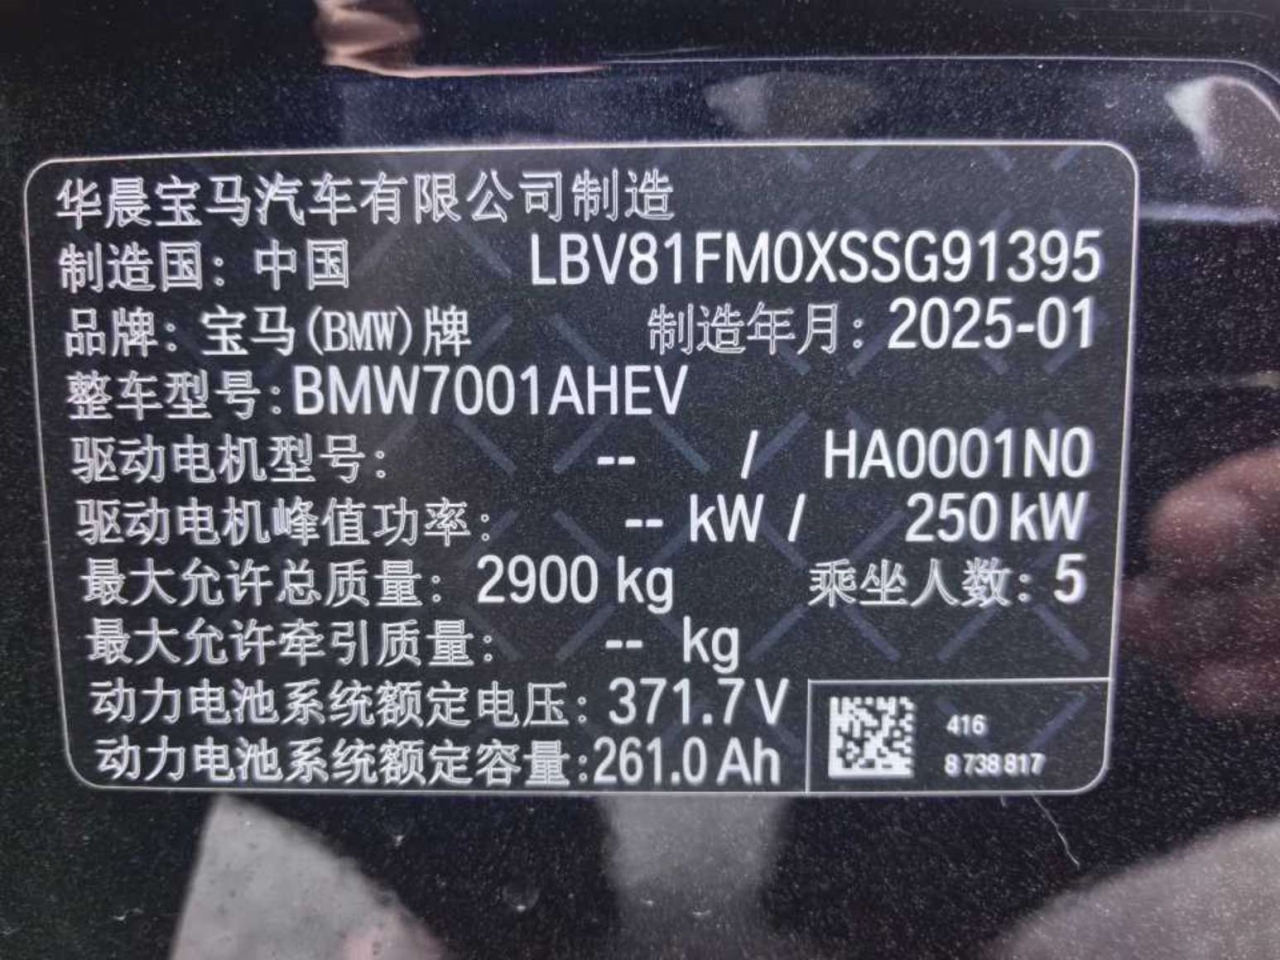 华晨宝马汽车有限公司制造
制造国：中国 LBV81FM0XSSG91395
品牌：宝马(BMW)牌 制造年月：2025-01
整车型号:BMW7001AHEV
驱动电机型号： -- / HA0001N0
驱动电机峰值功率： -- kW / 250 kW
最大允许总质量：2900 kg 乘坐人数：5
最大允许牵引质量： -- kg
动力电池系统额定电压：371.7 V
动力电池系统额定容量:261.0 Ah
416
8 738 817